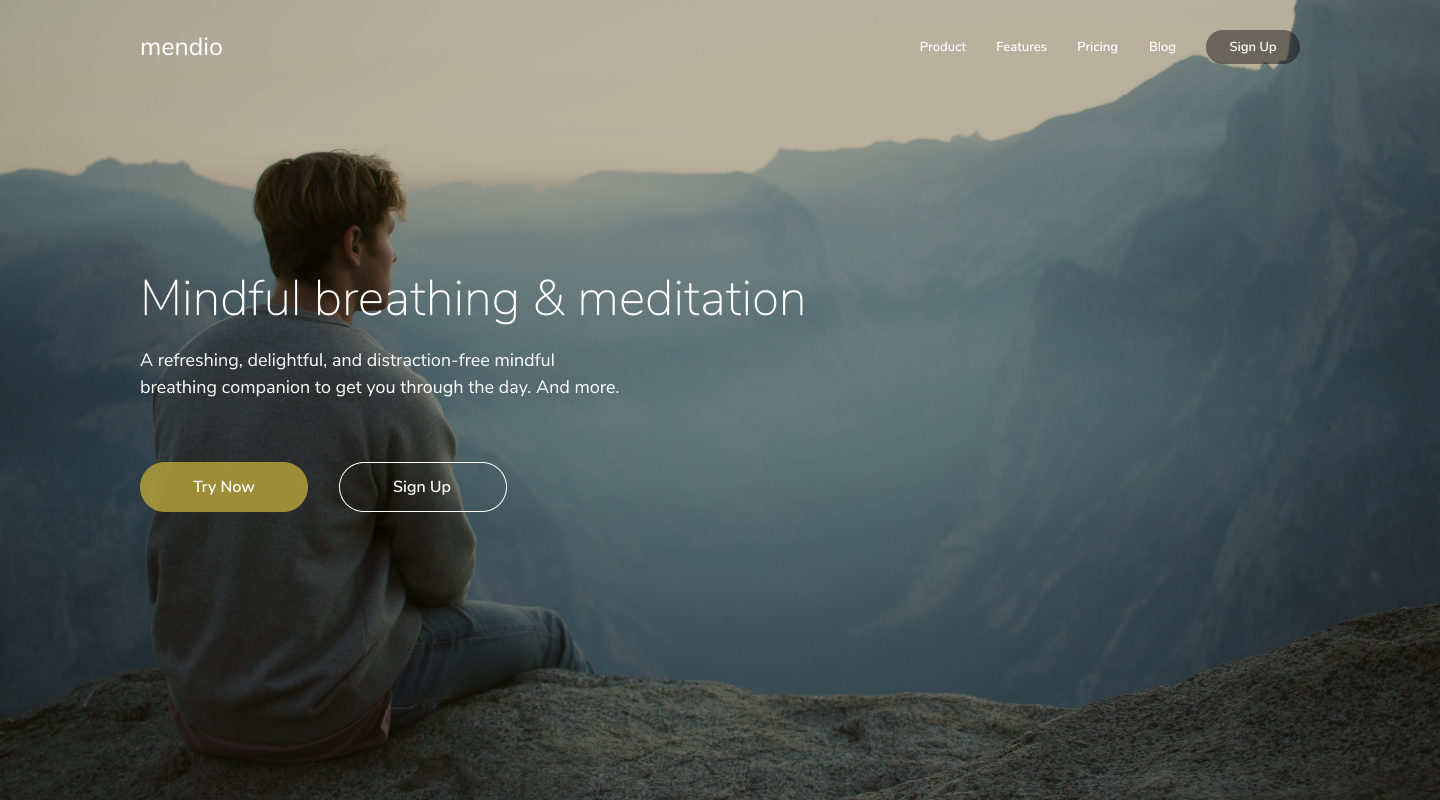 mendio
Product
Features
Pricing
Blog
Sign Up
Mindful breathing & meditation
A refreshing, delightful, and distraction-free mindful
breathing companion to get you through the day. And more.
Try Now
Sign Up